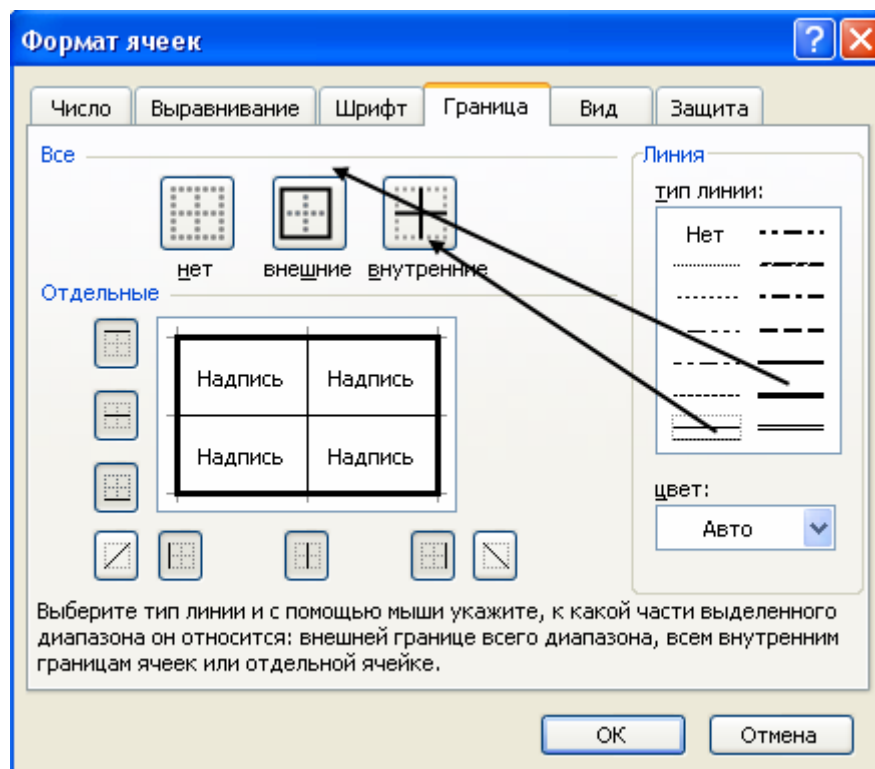 Формат ячеек
Число Выравнивание Шрифт Граница Вид Защита
Все
нет внешние внутренние
Отдельные
Надпись Надпись
Надпись Надпись
Линия
тип линии:
Нет
цвет:
Авто
Выберите тип линии и с помощью мыши укажите, к какой части выделенного
диапазона он относится: внешней границе всего диапазона, всем внутренним
границам ячеек или отдельной ячейке.
ОК Отмена